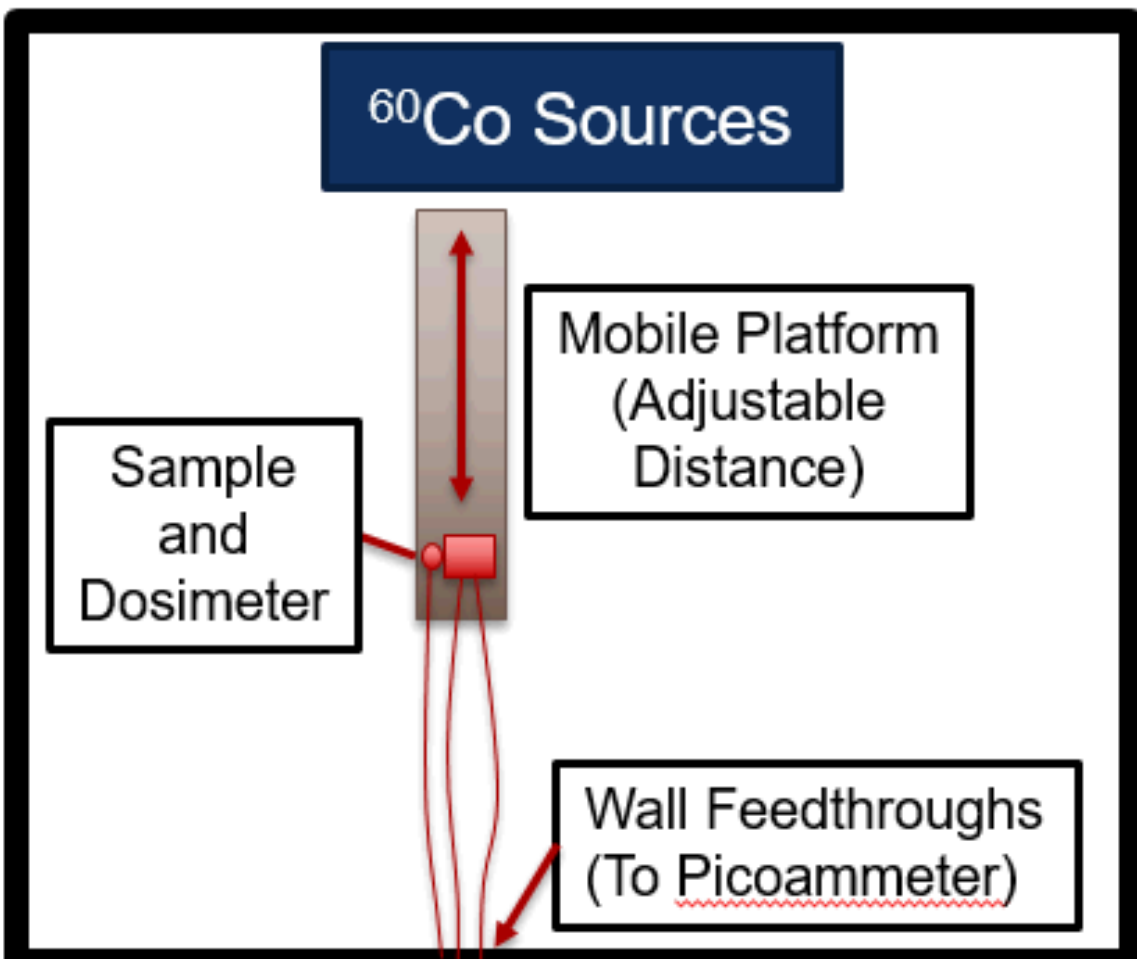 ⁶⁰Co Sources
Mobile Platform
(Adjustable
Distance)
Sample
and
Dosimeter
Wall Feedthroughs
(To Picoammeter)